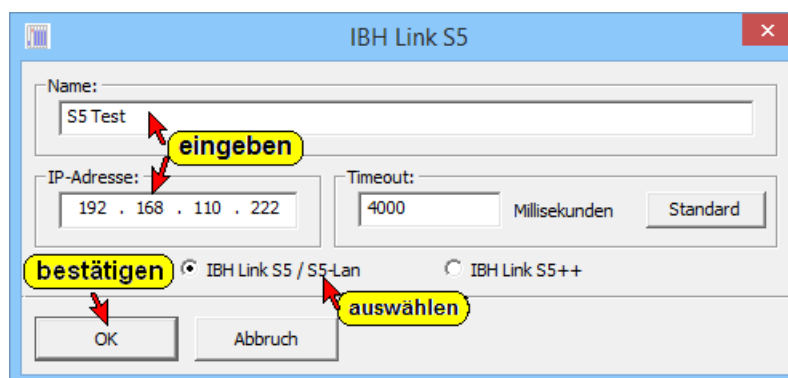 IBH Link S5
Name:
S5 Test
eingeben
IP-Adresse:
Timeout:
192 . 168 . 110 . 222
4000
Millisekunden
Standard
bestätigen
IBH Link S5 / S5-Lan
IBH Link S5++
auswählen
OK
Abbruch